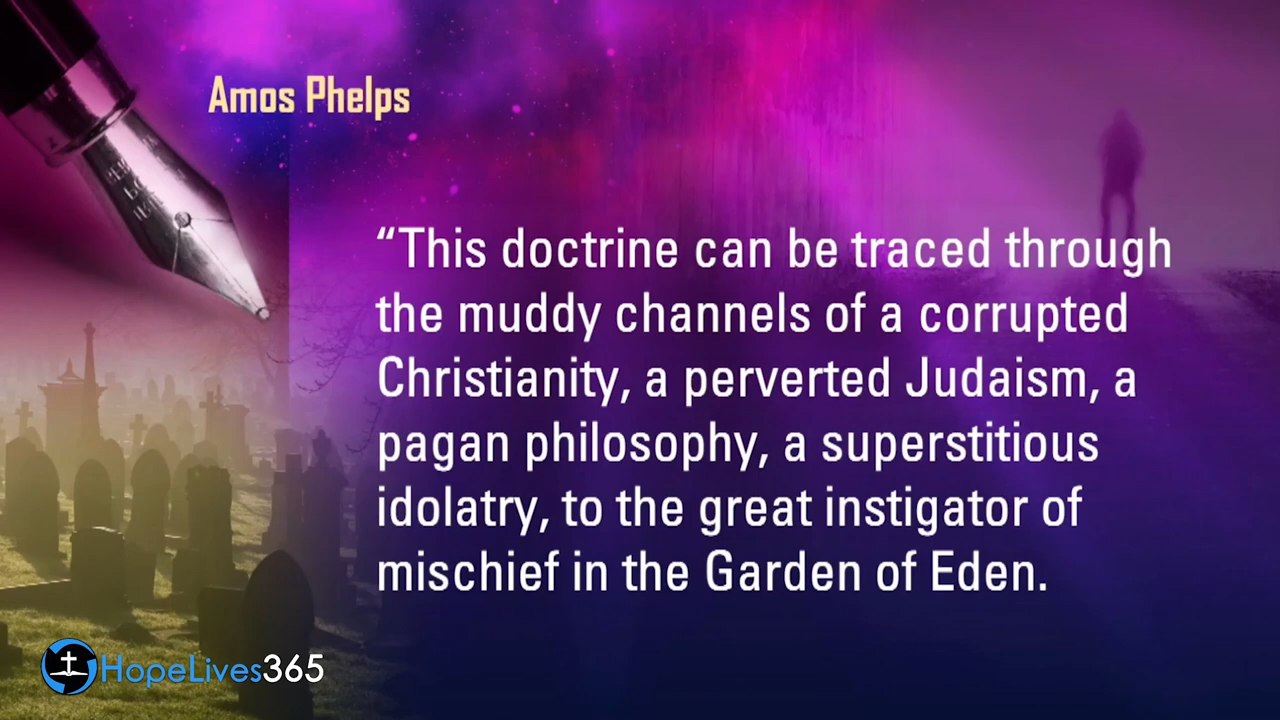 Amos Phelps
“This doctrine can be traced through
the muddy channels of a corrupted
Christianity, a perverted Judaism, a
pagan philosophy, a superstitious
idolatry, to the great instigator of
mischief in the Garden of Eden.
HopeLives365